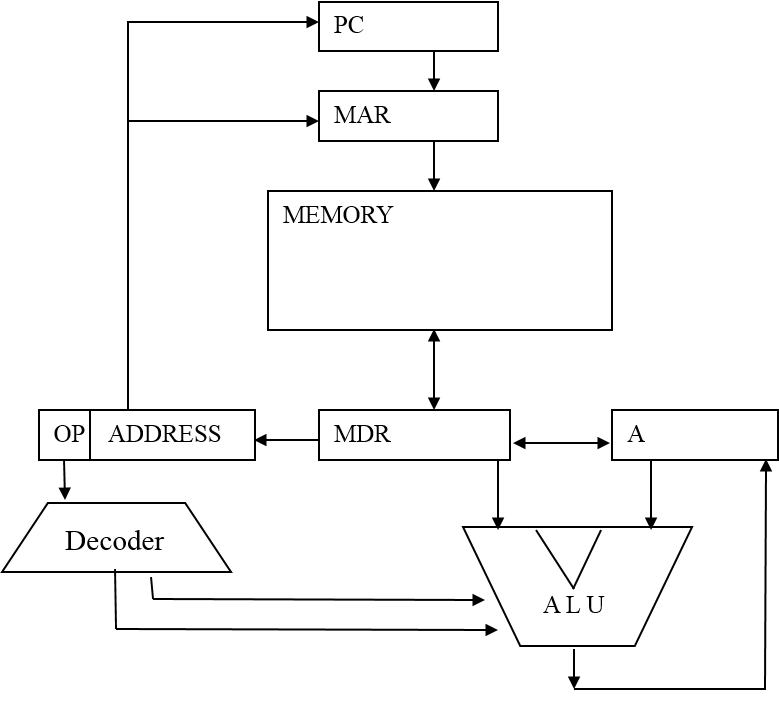 PC
MAR
MEMORY
OP ADDRESS
MDR
A
Decoder
A L U